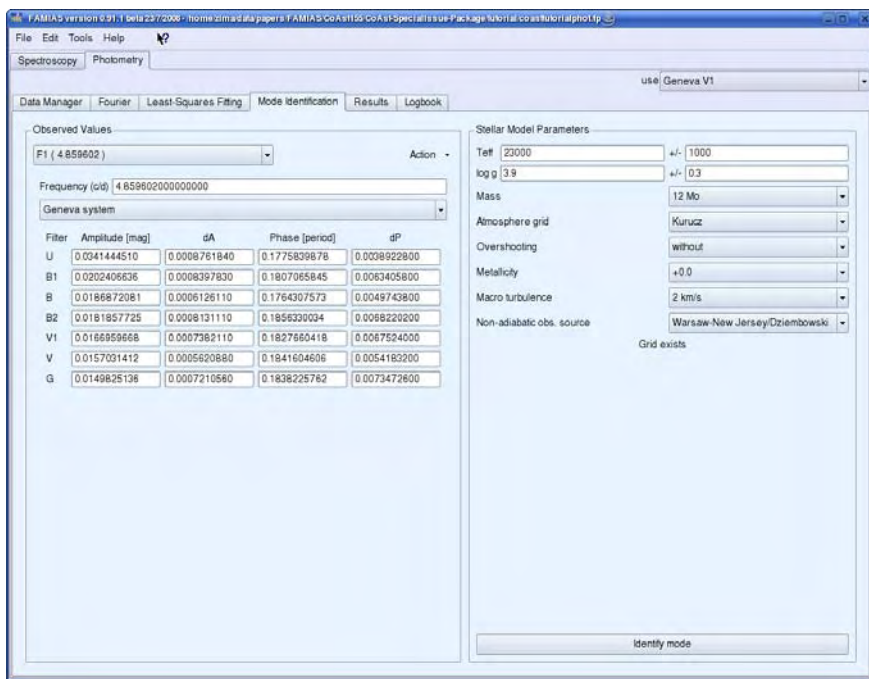 FAMIAS version 0.91.1 beta 23/7/2008 - /home/zima/data/papers/FAMIAS/CoAst155/CoAst-SpecialIssue-Package/tutorial.coast/tutorialphot.fp
File Edit Tools Help
Spectroscopy Photometry
use Geneva V1
Data Manager Fourier Least-Squares Fitting Mode Identification Results Logbook
Observed Values
F1 ( 4.859602 ) Action
Frequency (c/d) 4.859602000000000
Geneva system
Filter Amplitude [mag] dA Phase [period] dP
U 0.0341444510 0.0008761840 0.1775839878 0.0038922800
B1 0.0202406636 0.0008397830 0.1807065845 0.0063405800
B 0.0186872081 0.0006126110 0.1764307573 0.0049743800
B2 0.0181857725 0.0008131110 0.1856330034 0.0068220200
V1 0.0166959668 0.0007382110 0.1827660418 0.0067524000
V 0.0157031412 0.0005620880 0.1841604606 0.0054183200
G 0.0149825136 0.0007210560 0.1838225762 0.0073472600
Stellar Model Parameters
Teff 23000 +/- 1000
log g 3.9 +/- 0.3
Mass 12 Mo
Atmosphere grid Kurucz
Overshooting without
Metallicity +0.0
Macro turbulence 2 km/s
Non-adiabatic obs. source Warsaw-New Jersey/Dziembowski
Grid exists
Identify mode